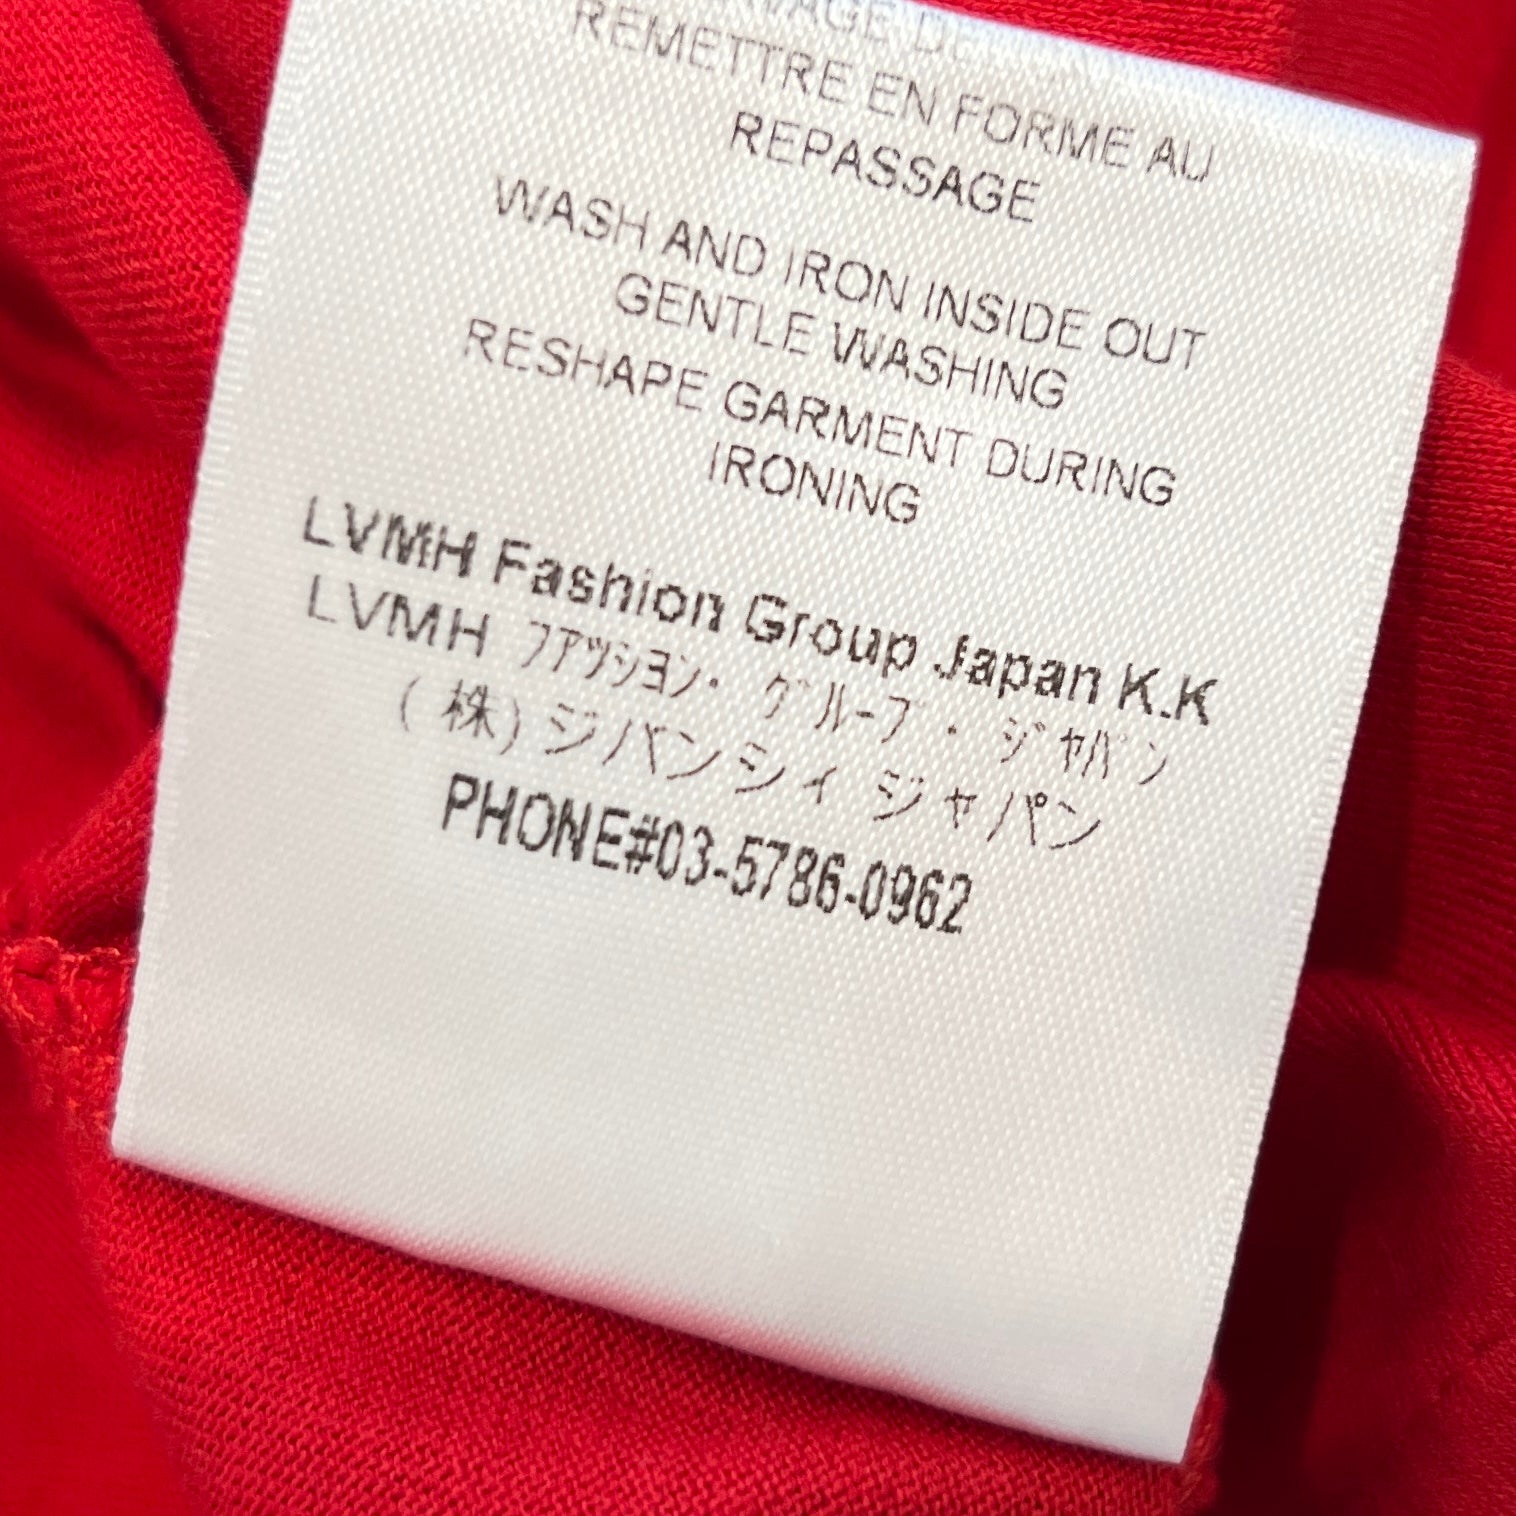 REMETTRE EN FORME AU
REPASSAGE
WASH AND IRON INSIDE OUT
GENTLE WASHING
RESHAPE GARMENT DURING
IRONING
LVMH Fashion Group Japan K.K
LVMH ファツシヨン・グループ・ジャパン
(株)ジバンシィ ジャパン
PHONE#03-5786-0962